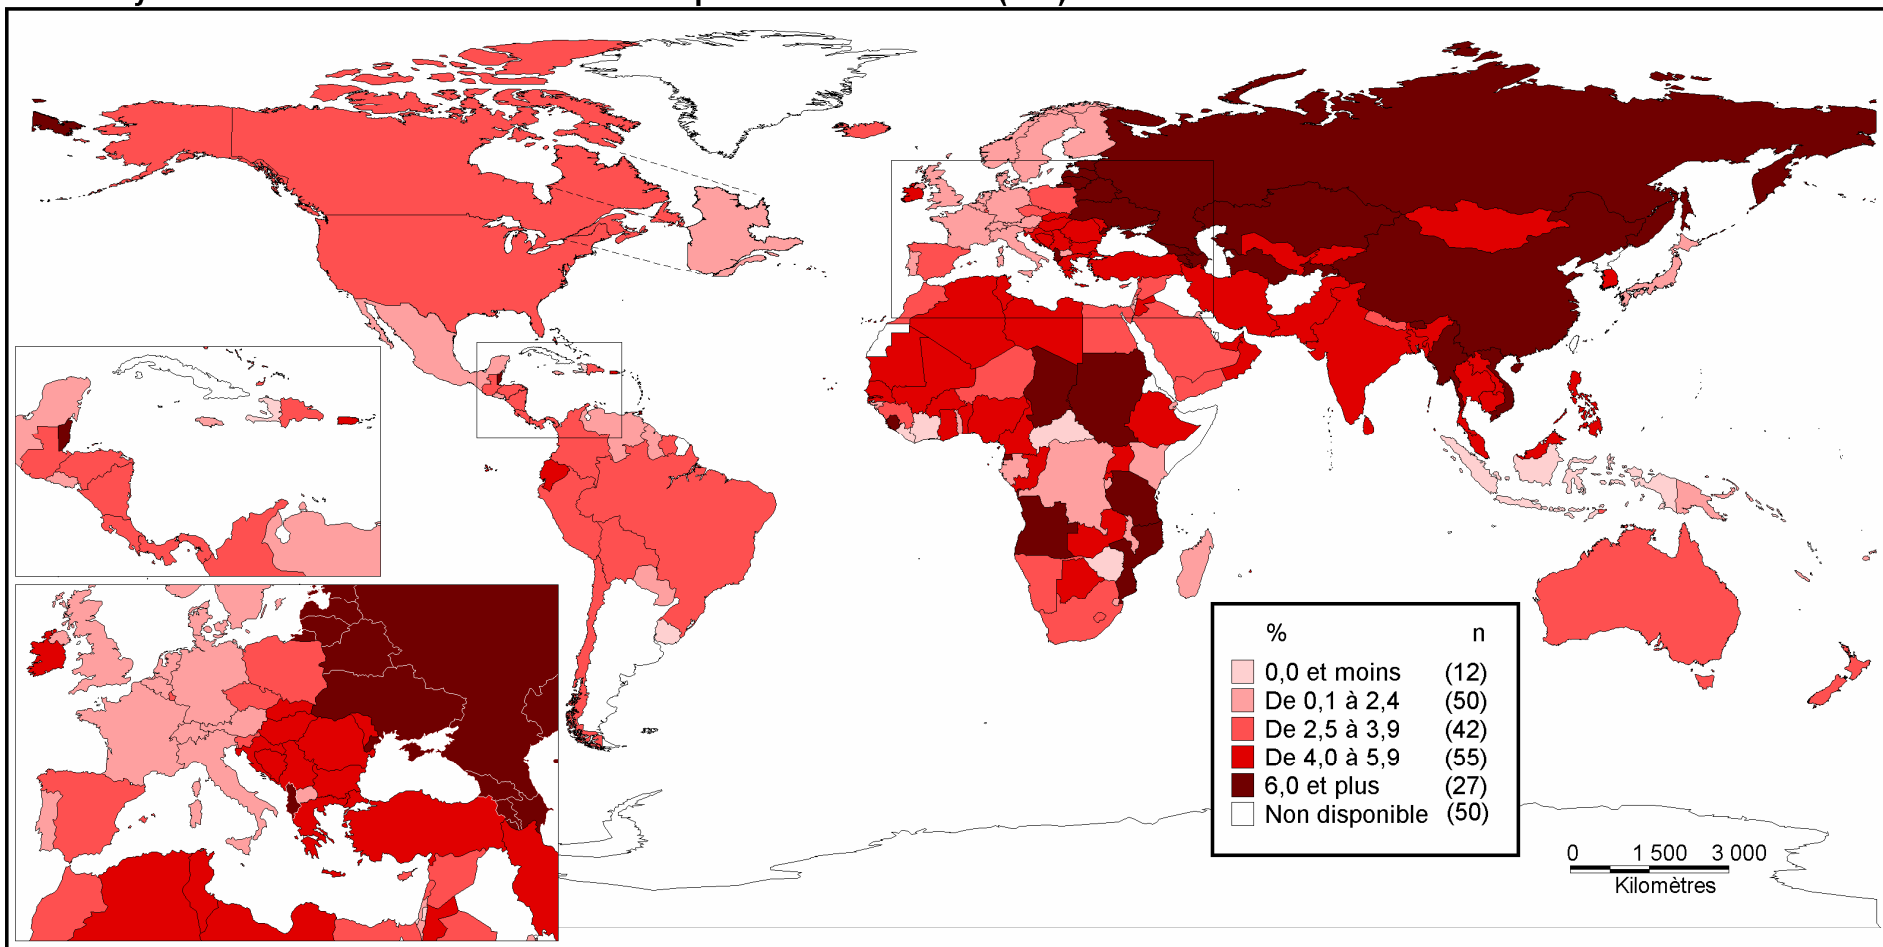 % n
0,0 et moins (12)
De 0,1 à 2,4 (50)
De 2,5 à 3,9 (42)
De 4,0 à 5,9 (55)
6,0 et plus (27)
Non disponible (50)
0 1 500 3 000
Kilomètres